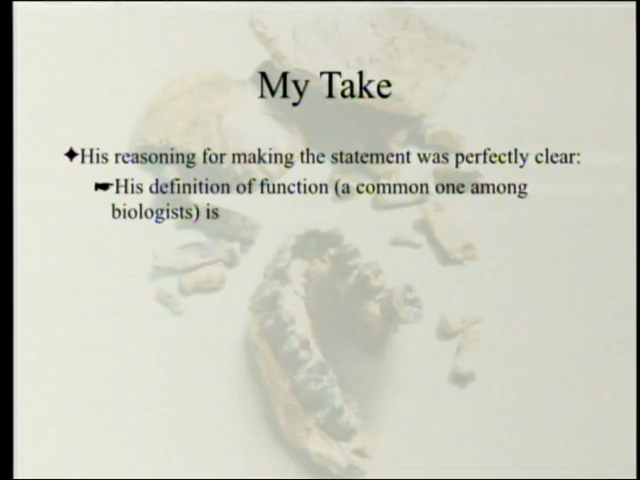 My Take
✦His reasoning for making the statement was perfectly clear:
☛His definition of function (a common one among
biologists) is